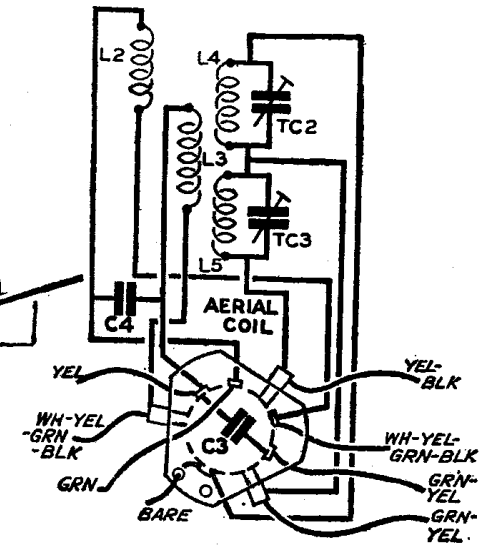 L2
L4
TC2
L3
TC3
L5
C4
AERIAL
COIL
YEL
YEL-
BLK
WH-YEL
-GRN
-BLK
C3
WH-YEL-
GRN-BLK
GRN
GRN-
YEL
BARE
GRN-
YEL.